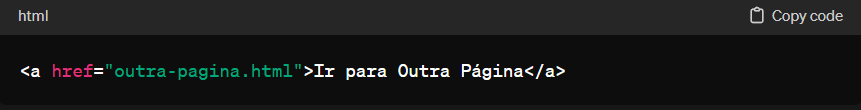 html
Copy code
<a href="outra-pagina.html">Ir para Outra Página</a>